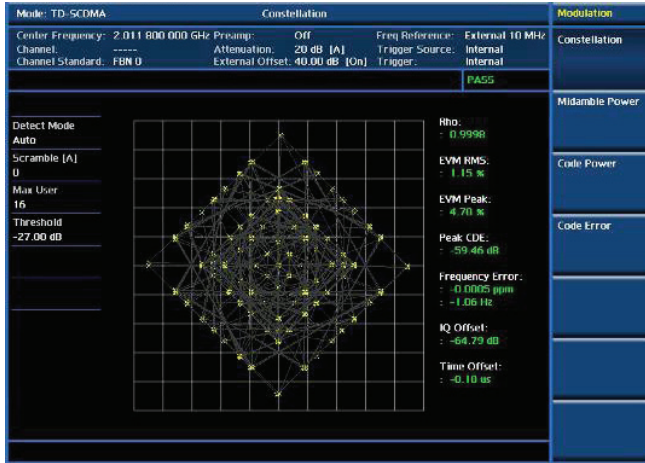 Mode: TD-SCDMA Constellation Modulation
Center Frequency: 2.011 800 000 GHz Preamp: Off Freq Reference: External 10 MHz
Channel: ----- Attenuation: 20 dB [A] Trigger Source: Internal
Channel Standard: FBN 0 External Offset: 40.00 dB [On] Trigger: Internal
Constellation
PASS
Midamble Power
Code Power
Code Error
Detect Mode
Auto
Scramble [A]
0
Max User
16
Threshold
-27.00 dB
Rho:
: 0.9998
EVM RMS:
: 1.15 %
EVM Peak:
: 4.70 %
Peak CDE:
: -59.46 dB
Frequency Error:
: -0.0005 ppm
: -1.06 Hz
IQ Offset:
: -64.79 dB
Time Offset:
: -0.10 us